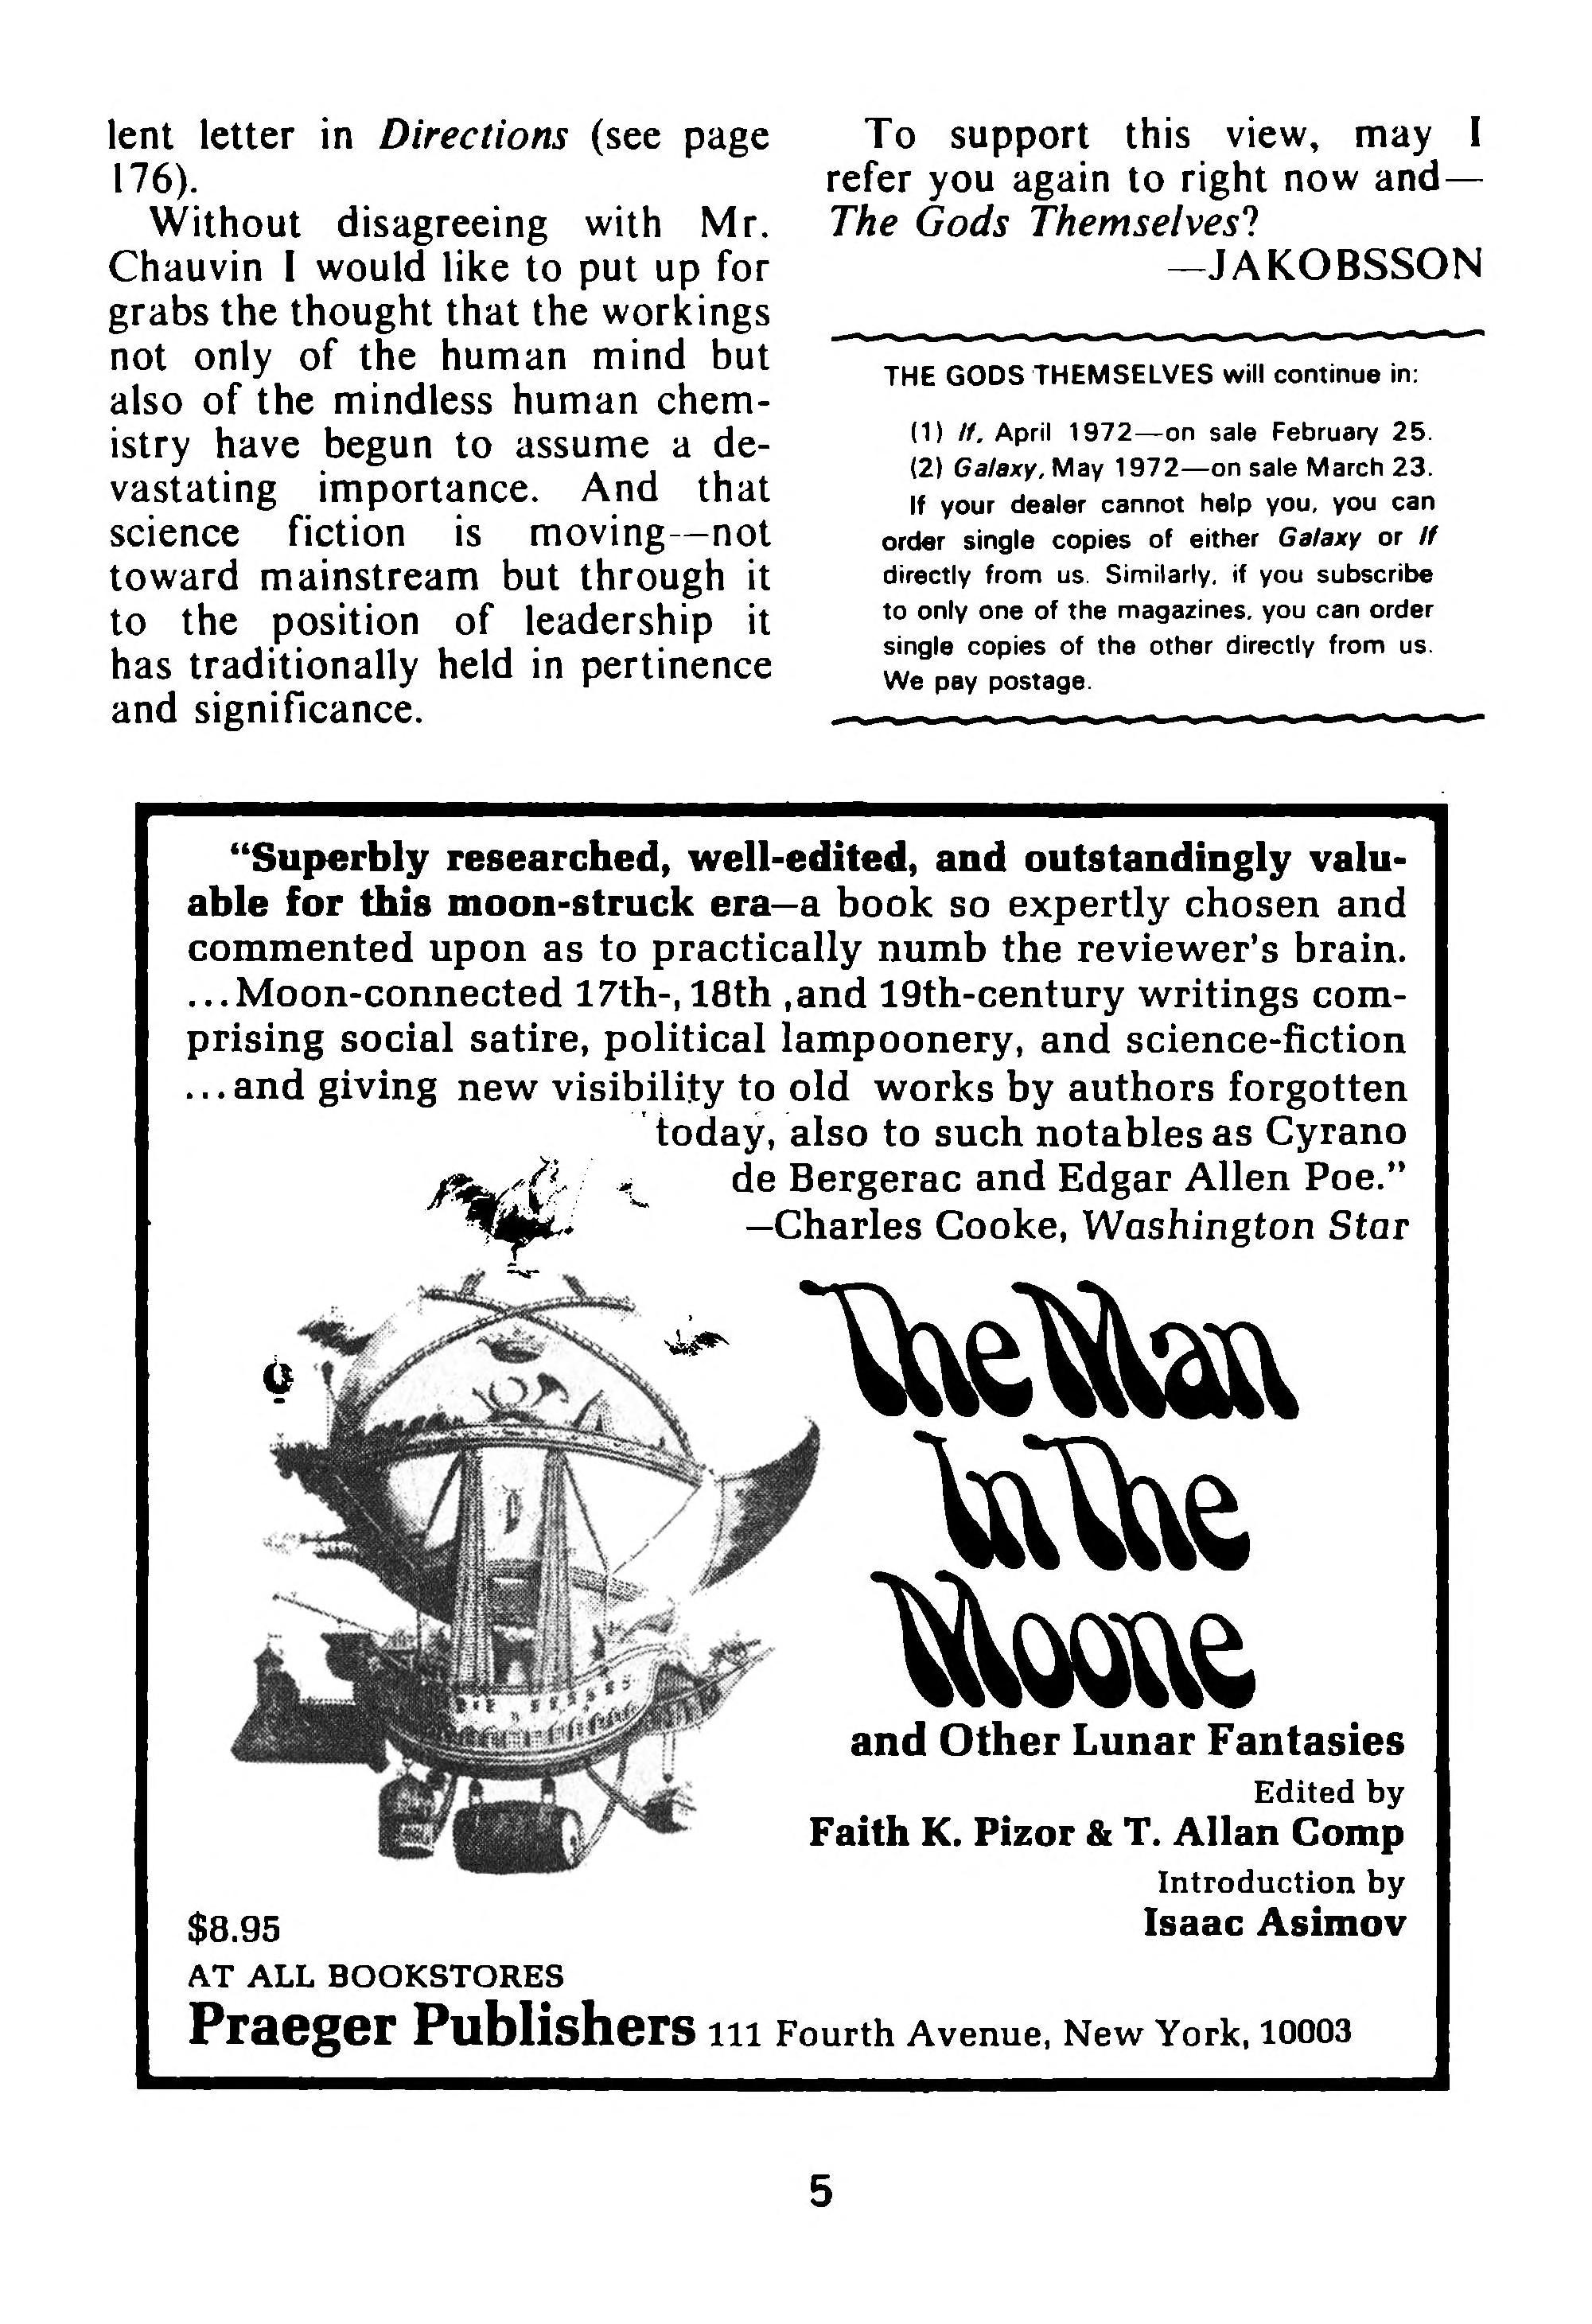 lent letter in Directions (see page
176).
Without disagreeing with Mr.
Chauvin I would like to put up for
grabs the thought that the workings
not only of the human mind but
also of the mindless human chem-
istry have begun to assume a de-
vastating importance. And that
science fiction is moving--not
toward mainstream but through it
to the position of leadership it
has traditionally held in pertinence
and significance.
To support this view, may I
refer you again to right now and—
The Gods Themselves?
—JAKOBSSON
THE GODS THEMSELVES will continue in:
(1) If, April 1972—on sale February 25.
(2) Galaxy, May 1972—on sale March 23.
If your dealer cannot help you, you can
order single copies of either Galaxy or If
directly from us. Similarly, if you subscribe
to only one of the magazines, you can order
single copies of the other directly from us.
We pay postage.
“Superbly researched, well-edited, and outstandingly valu-
able for this moon-struck era—a book so expertly chosen and
commented upon as to practically numb the reviewer’s brain.
...Moon-connected 17th-, 18th ,and 19th-century writings com-
prising social satire, political lampoonery, and science-fiction
...and giving new visibility to old works by authors forgotten
today, also to such notables as Cyrano
de Bergerac and Edgar Allen Poe.”
—Charles Cooke, Washington Star
The Man
In The
Moone
and Other Lunar Fantasies
Edited by
Faith K. Pizor & T. Allan Comp
Introduction by
Isaac Asimov
$8.95
AT ALL BOOKSTORES
Praeger Publishers 111 Fourth Avenue, New York, 10003
5